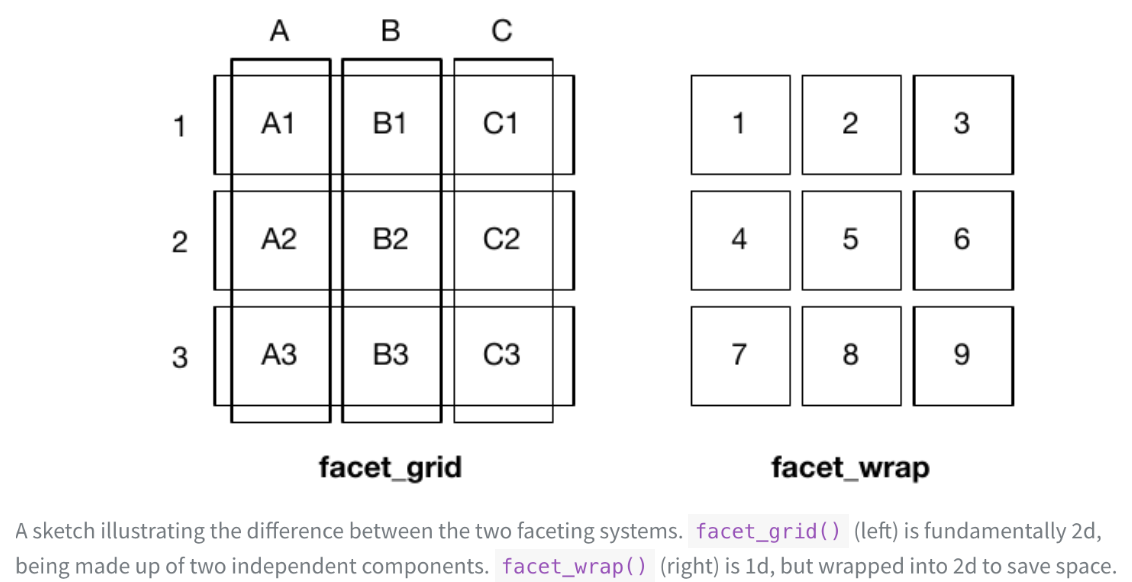 A B C
1 A1 B1 C1 1 2 3
2 A2 B2 C2 4 5 6
3 A3 B3 C3 7 8 9
facet_grid facet_wrap
A sketch illustrating the difference between the two faceting systems. facet_grid() (left) is fundamentally 2d,
being made up of two independent components. facet_wrap() (right) is 1d, but wrapped into 2d to save space.